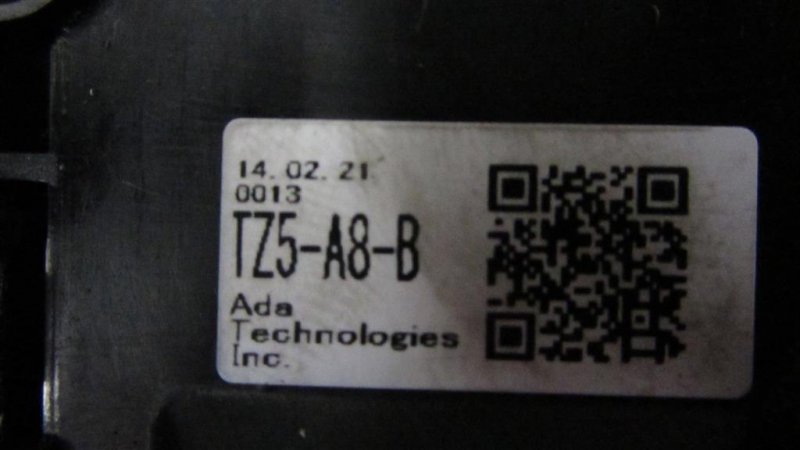 14. 02. 21
0013
TZ5-A8-B
Ada
Technologies
Inc.